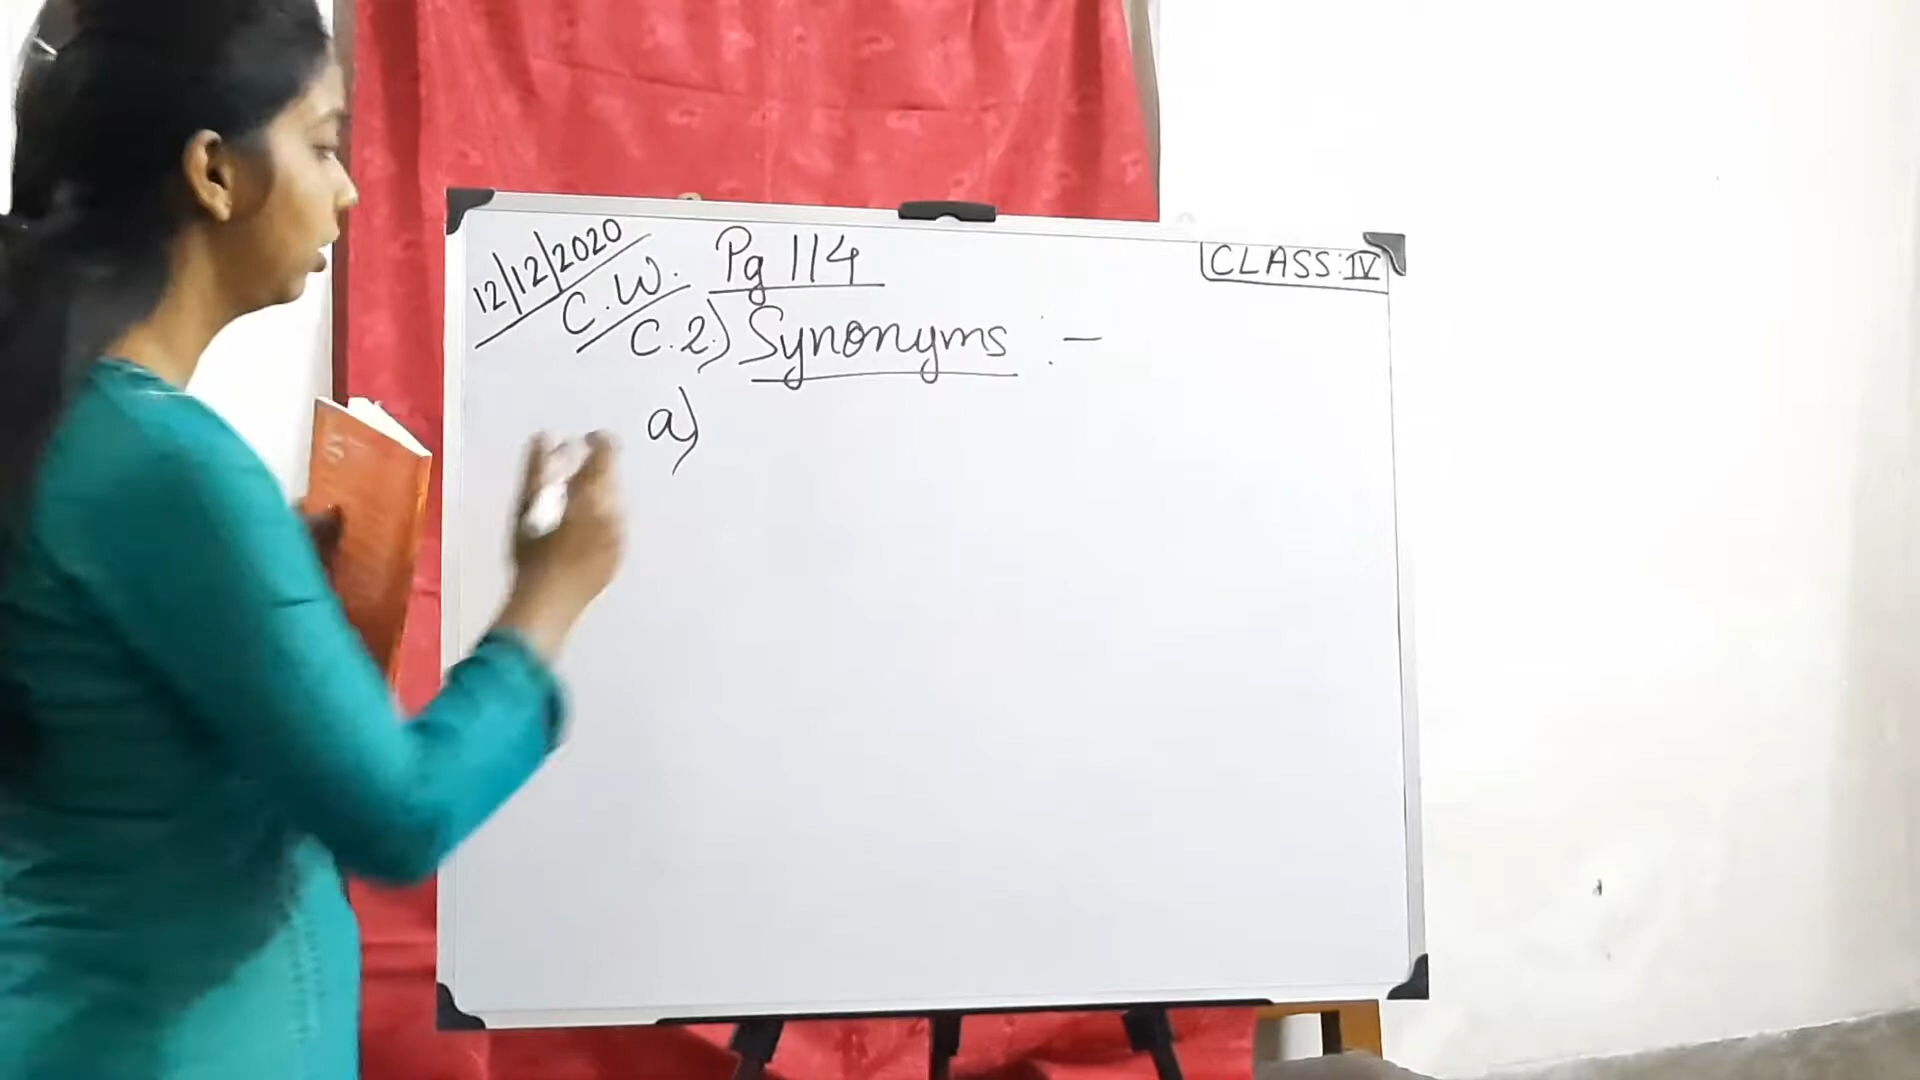 12/12/2020
C.W. Pg 114
CLASS: IV
C.2.) Synonyms :-
a)